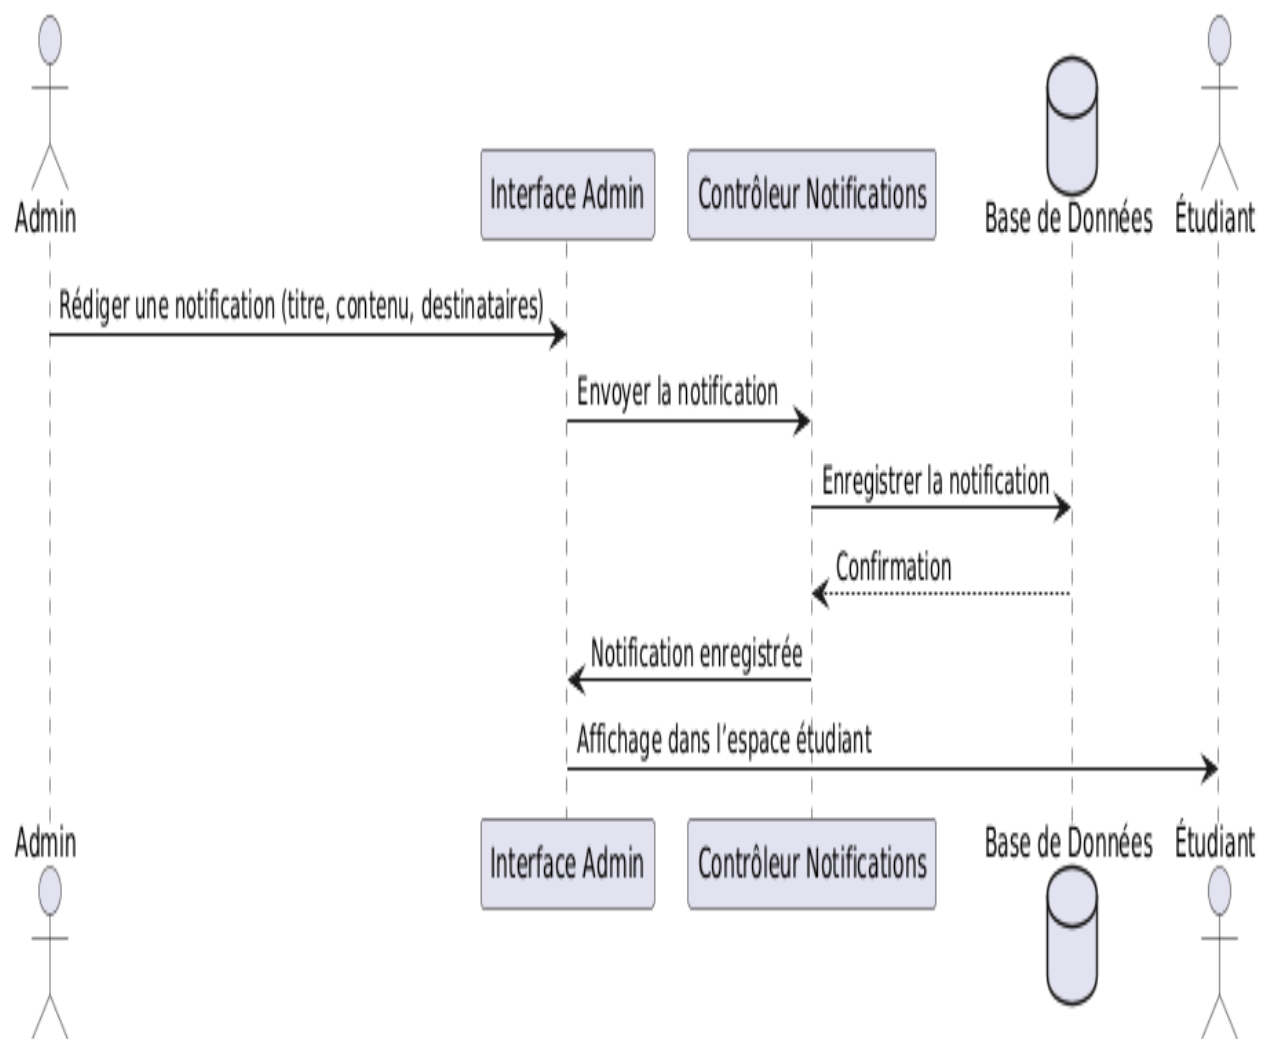 Admin
Interface Admin
Contrôleur Notifications
Base de Données
Étudiant
Rédiger une notification (titre, contenu, destinataires)
Envoyer la notification
Enregistrer la notification
Confirmation
Notification enregistrée
Affichage dans l'espace étudiant
Admin
Interface Admin
Contrôleur Notifications
Base de Données
Étudiant